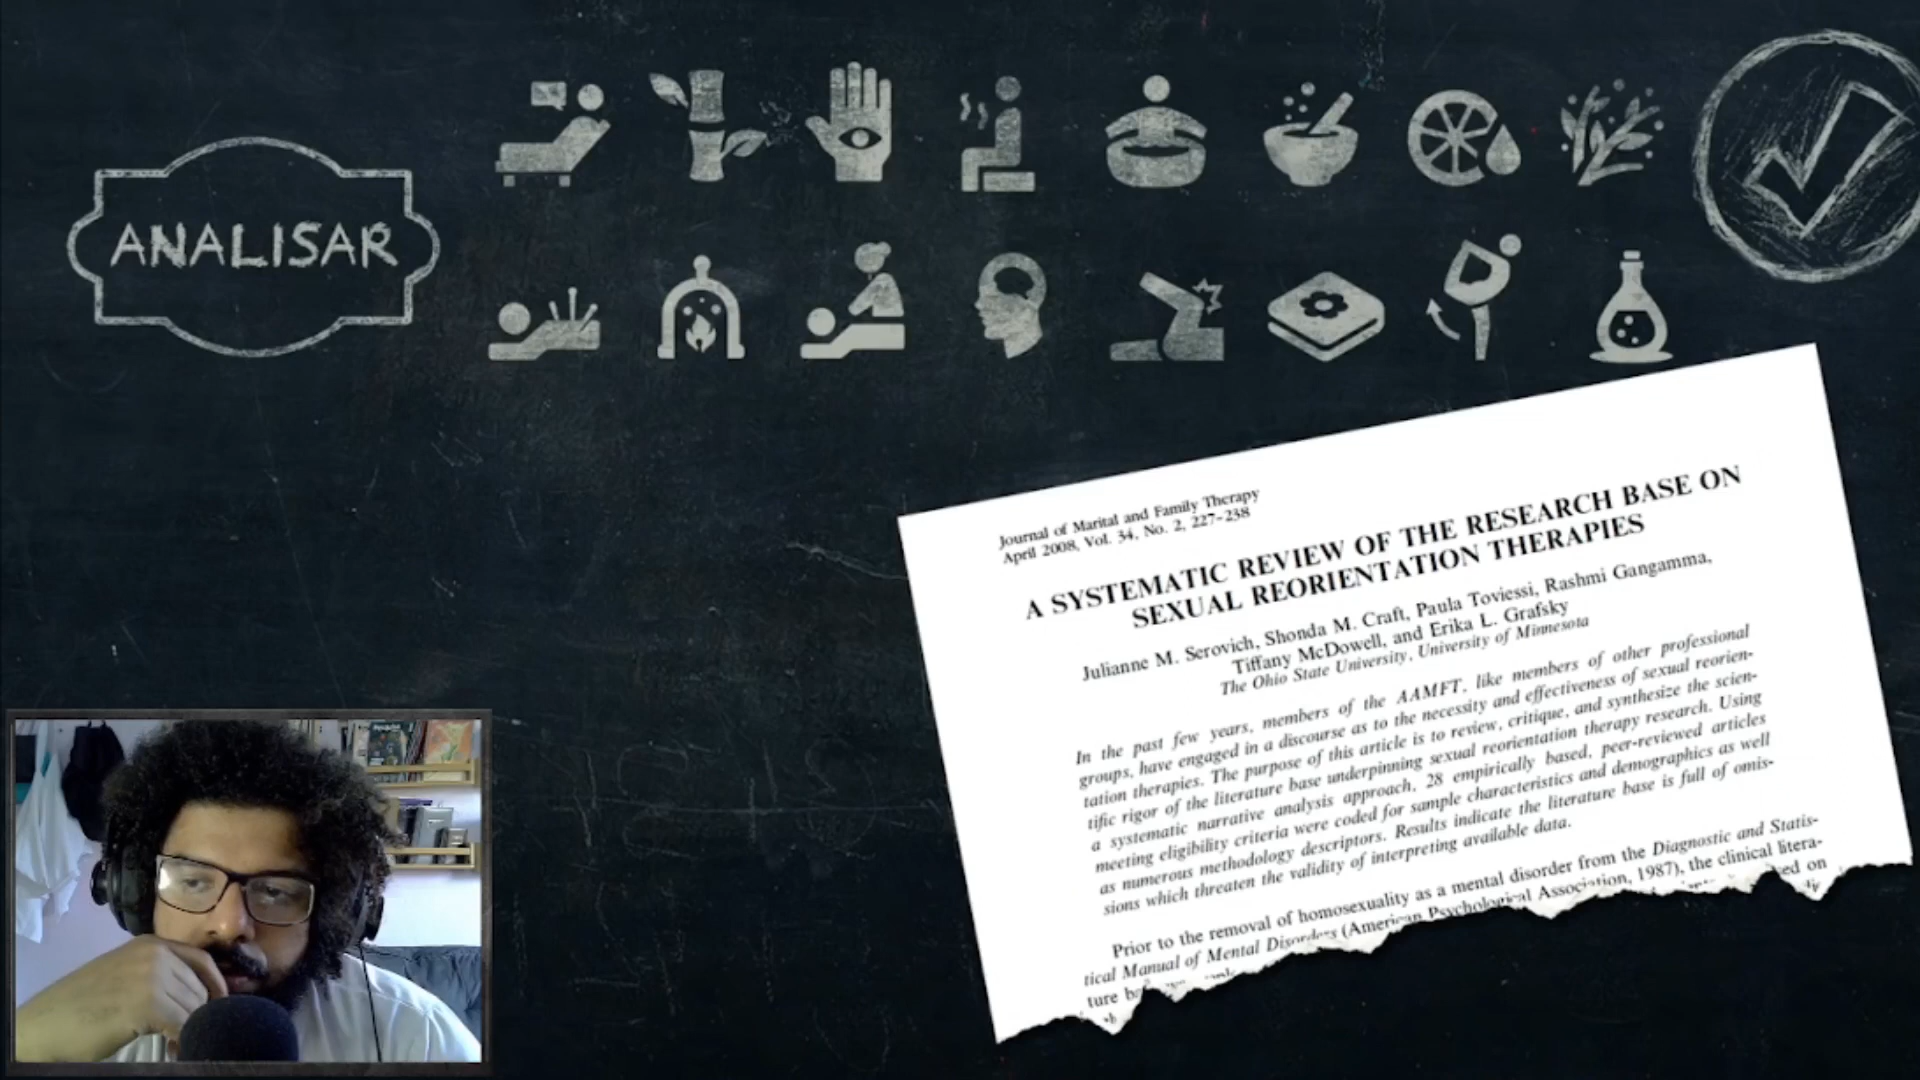 ANALISAR
Journal of Marital and Family Therapy
April 2008, Vol. 34, No. 2, 227–238
A SYSTEMATIC REVIEW OF THE RESEARCH BASE ON
SEXUAL REORIENTATION THERAPIES
Julianne M. Serovich, Shonda M. Craft, Paula Toviessi, Rashmi Gangamma,
Tiffany McDowell, and Erika L. Grafsky
The Ohio State University, University of Minnesota
In the past few years, members of the AAMFT, like members of other professional
groups, have engaged in a discourse as to the necessity and effectiveness of sexual reorien-
tation therapies. The purpose of this article is to review, critique, and synthesize the scien-
tific rigor of the literature base underpinning sexual reorientation therapy research. Using
a systematic narrative analysis approach, 28 empirically based, peer-reviewed articles
meeting eligibility criteria were coded for sample characteristics and demographics as well
as numerous methodology descriptors. Results indicate the literature base is full of omis-
sions which threaten the validity of interpreting available data.
Prior to the removal of homosexuality as a mental disorder from the Diagnostic and Statis-
tical Manual of Mental Disorders (American Psychological Association, 1987), the clinical litera-
ture